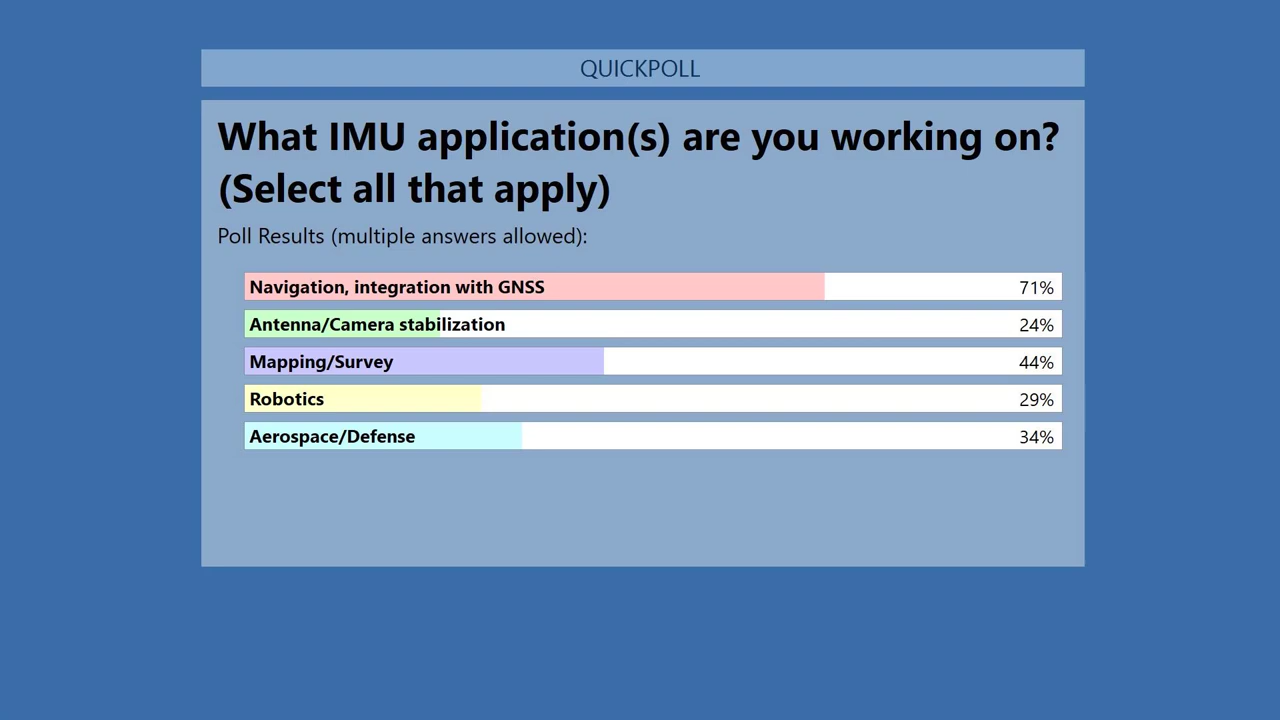 QUICKPOLL
What IMU application(s) are you working on?
(Select all that apply)
Poll Results (multiple answers allowed):
Navigation, integration with GNSS 71%
Antenna/Camera stabilization 24%
Mapping/Survey 44%
Robotics 29%
Aerospace/Defense 34%